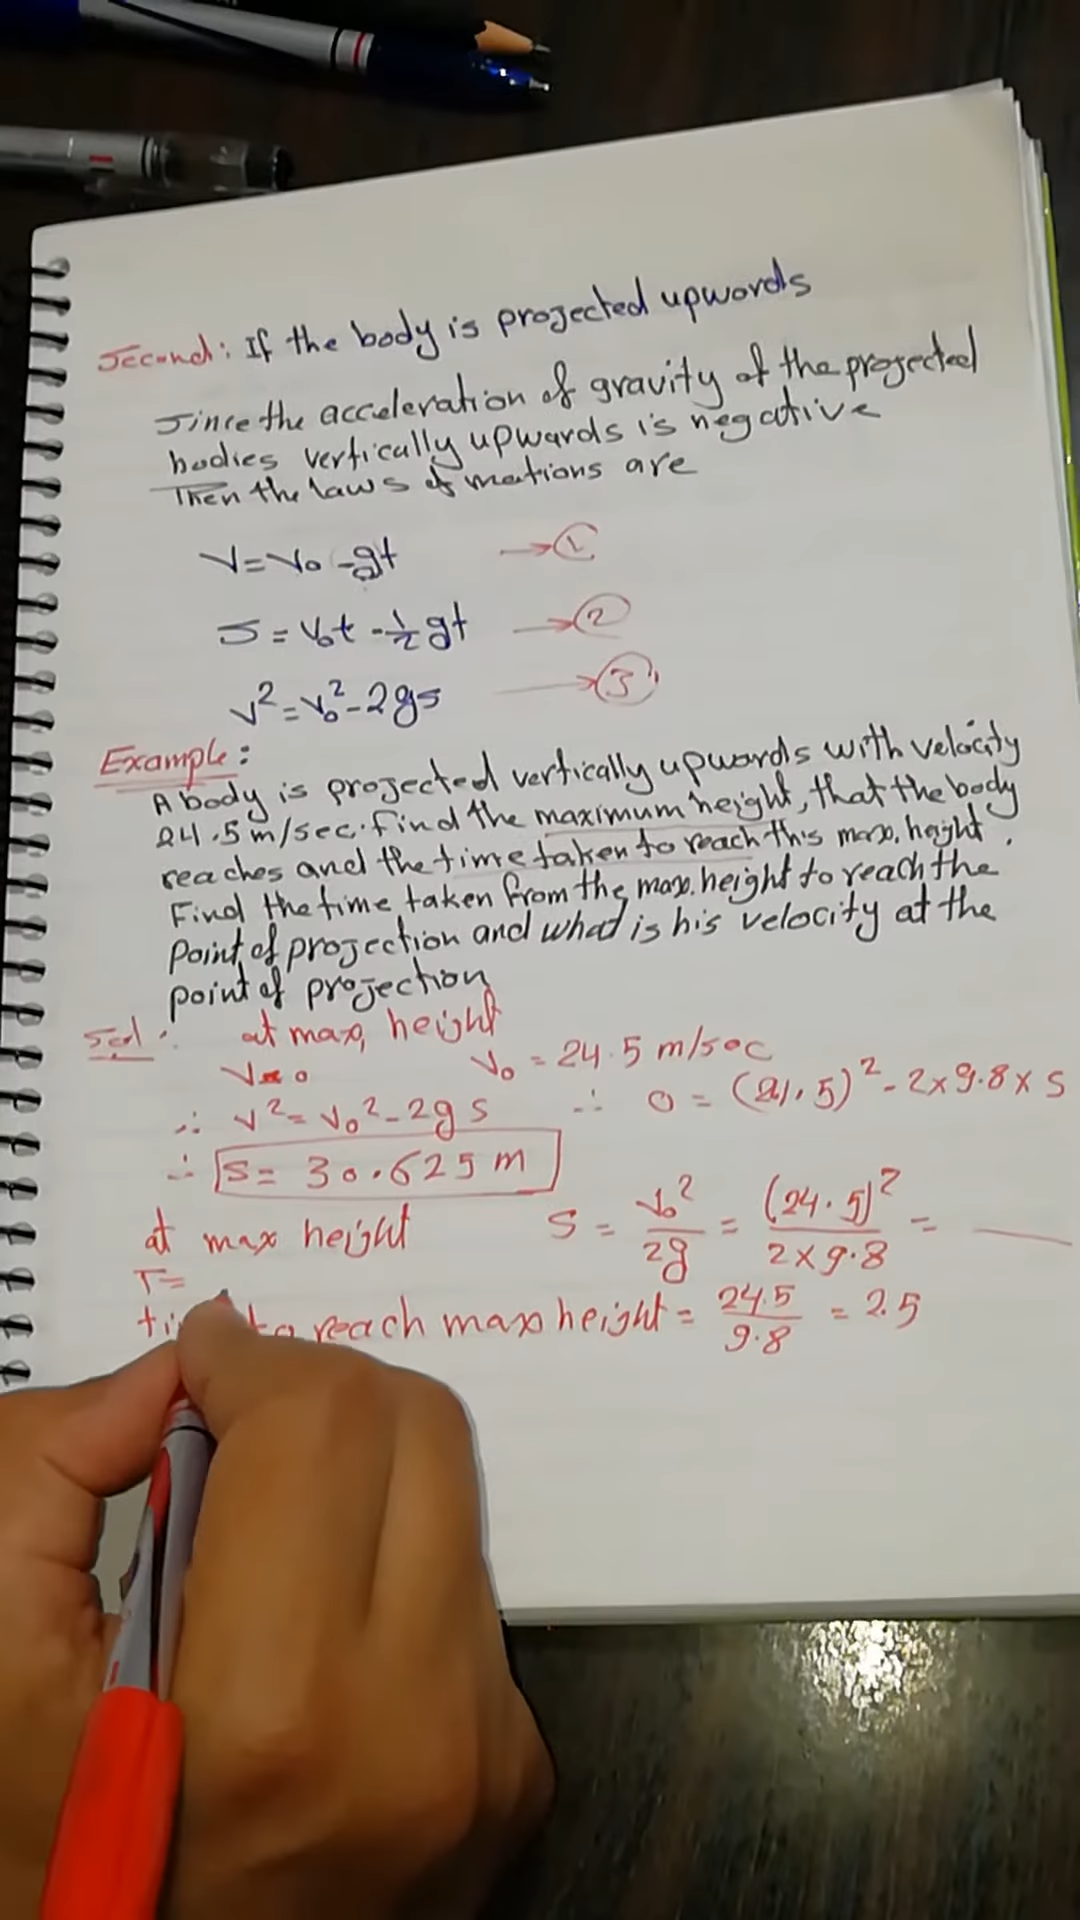 Second: If the body is projected upwords
Since the acceleration of gravity of the projected
bodies vertically upwards is negative
Then the laws of motions are
V = V₀ - gt → ①
S = V₀t - 1/2 gt → ②
V² = V₀² - 2gs → ③
Example:
A body is projected vertically upwords with velocity
24.5 m/sec. find the maximum height, that the body
reaches and the time taken to reach this max. height.
Find the time taken from the max. height to reach the
point of projection and what is his velocity at the
point of projection
Sol: at max, height
V = 0 V₀ = 24.5 m/sec
∴ V² = V₀² - 2g S ∴ 0 = (24.5)² - 2×9.8×S
∴ S = 30.625 m
at max height S = V₀²/2g = (24.5)²/2×9.8 =
T =
to reach max height = 24.5/9.8 = 2.5